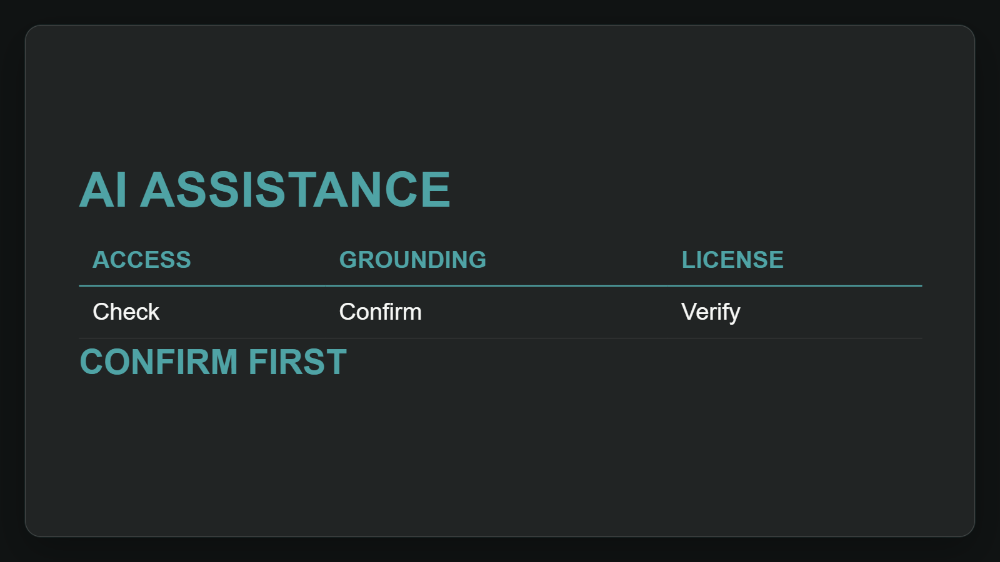 AI ASSISTANCE
ACCESS GROUNDING LICENSE
Check Confirm Verify
CONFIRM FIRST